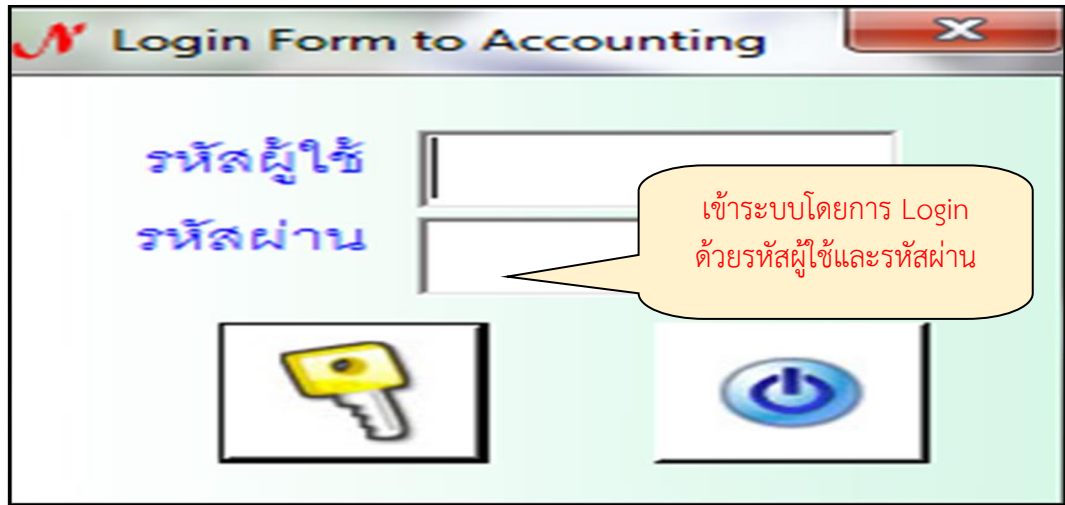 Login Form to Accounting
รหัสผู้ใช้
เข้าระบบโดยการ Login
ด้วยรหัสผู้ใช้และรหัสผ่าน
รหัสผ่าน